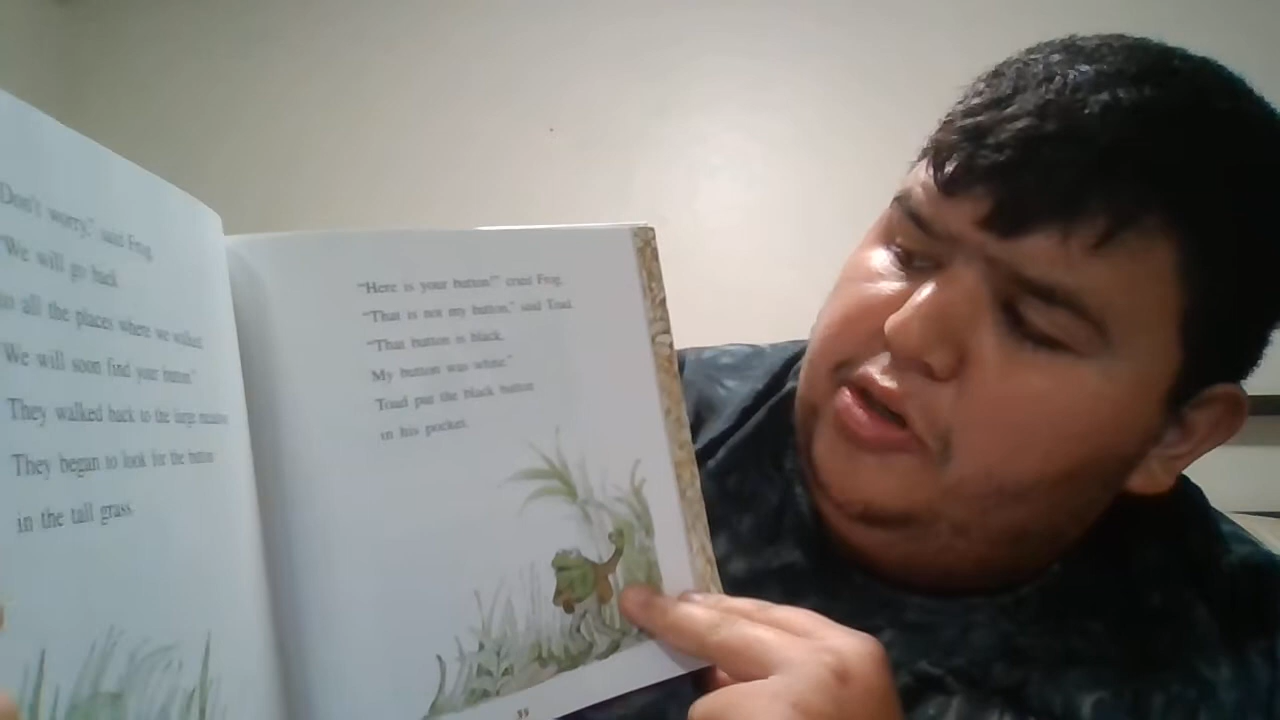 Don't worry," said Frog.
"We will go back
to all the places where we walked.
We will soon find your button."
They walked back to the large meadow.
They began to look for the button
in the tall grass.
"Here is your button!" cried Frog.
"That is not my button," said Toad.
"That button is black.
My button was white."
Toad put the black button
in his pocket.